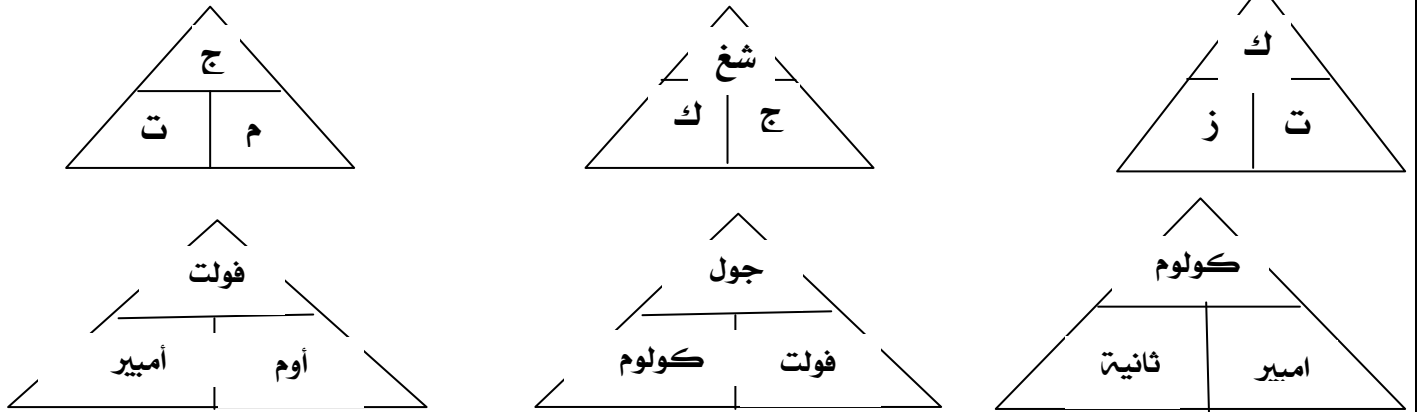 ك
ت ز
شغ
ج ك
ج
م ت
كولوم
امبير ثانية
جول
فولت كولوم
فولت
أوم أمبير